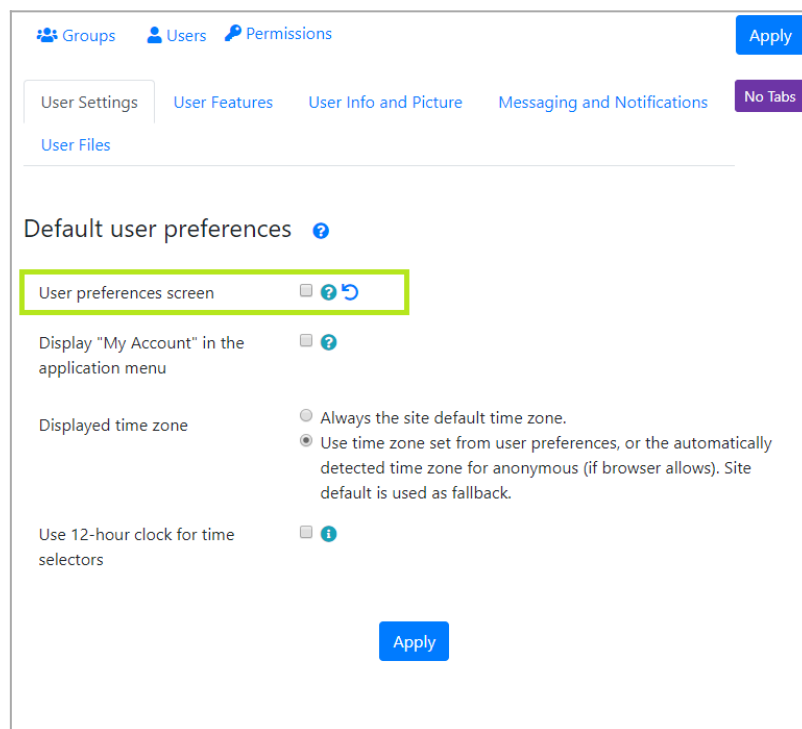 Groups Users Permissions Apply
User Settings User Features User Info and Picture Messaging and Notifications No Tabs
User Files
Default user preferences
User preferences screen
Display "My Account" in the
application menu
Displayed time zone
Always the site default time zone.
Use time zone set from user preferences, or the automatically
detected time zone for anonymous (if browser allows). Site
default is used as fallback.
Use 12-hour clock for time
selectors
Apply